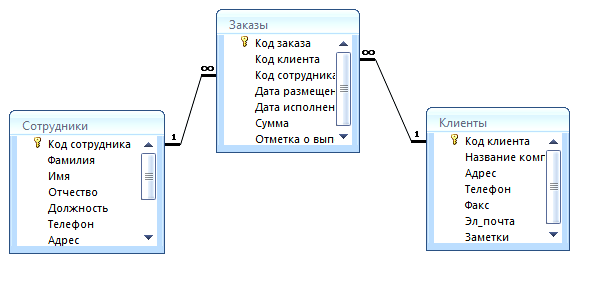 Заказы
Код заказа
Код клиента
Код сотрудника
Дата размещен
Дата исполнен
Сумма
Отметка о вып
∞
∞
Сотрудники
1
Код сотрудника
Фамилия
Имя
Отчество
Должность
Телефон
Адрес
Клиенты
1
Код клиента
Название комп
Адрес
Телефон
Факс
Эл_почта
Заметки